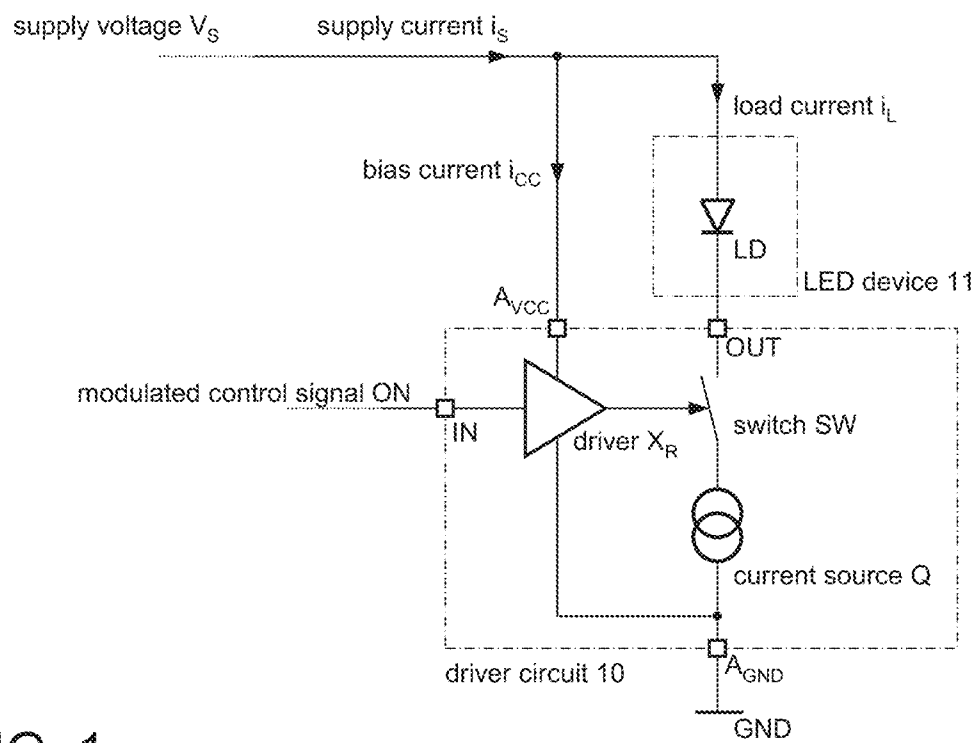 supply voltage V_S supply current i_S
load current i_L
bias current i_CC
LD
LED device 11
A_VCC
OUT
modulated control signal ON
IN
driver X_R
switch SW
current source Q
driver circuit 10
A_GND
GND